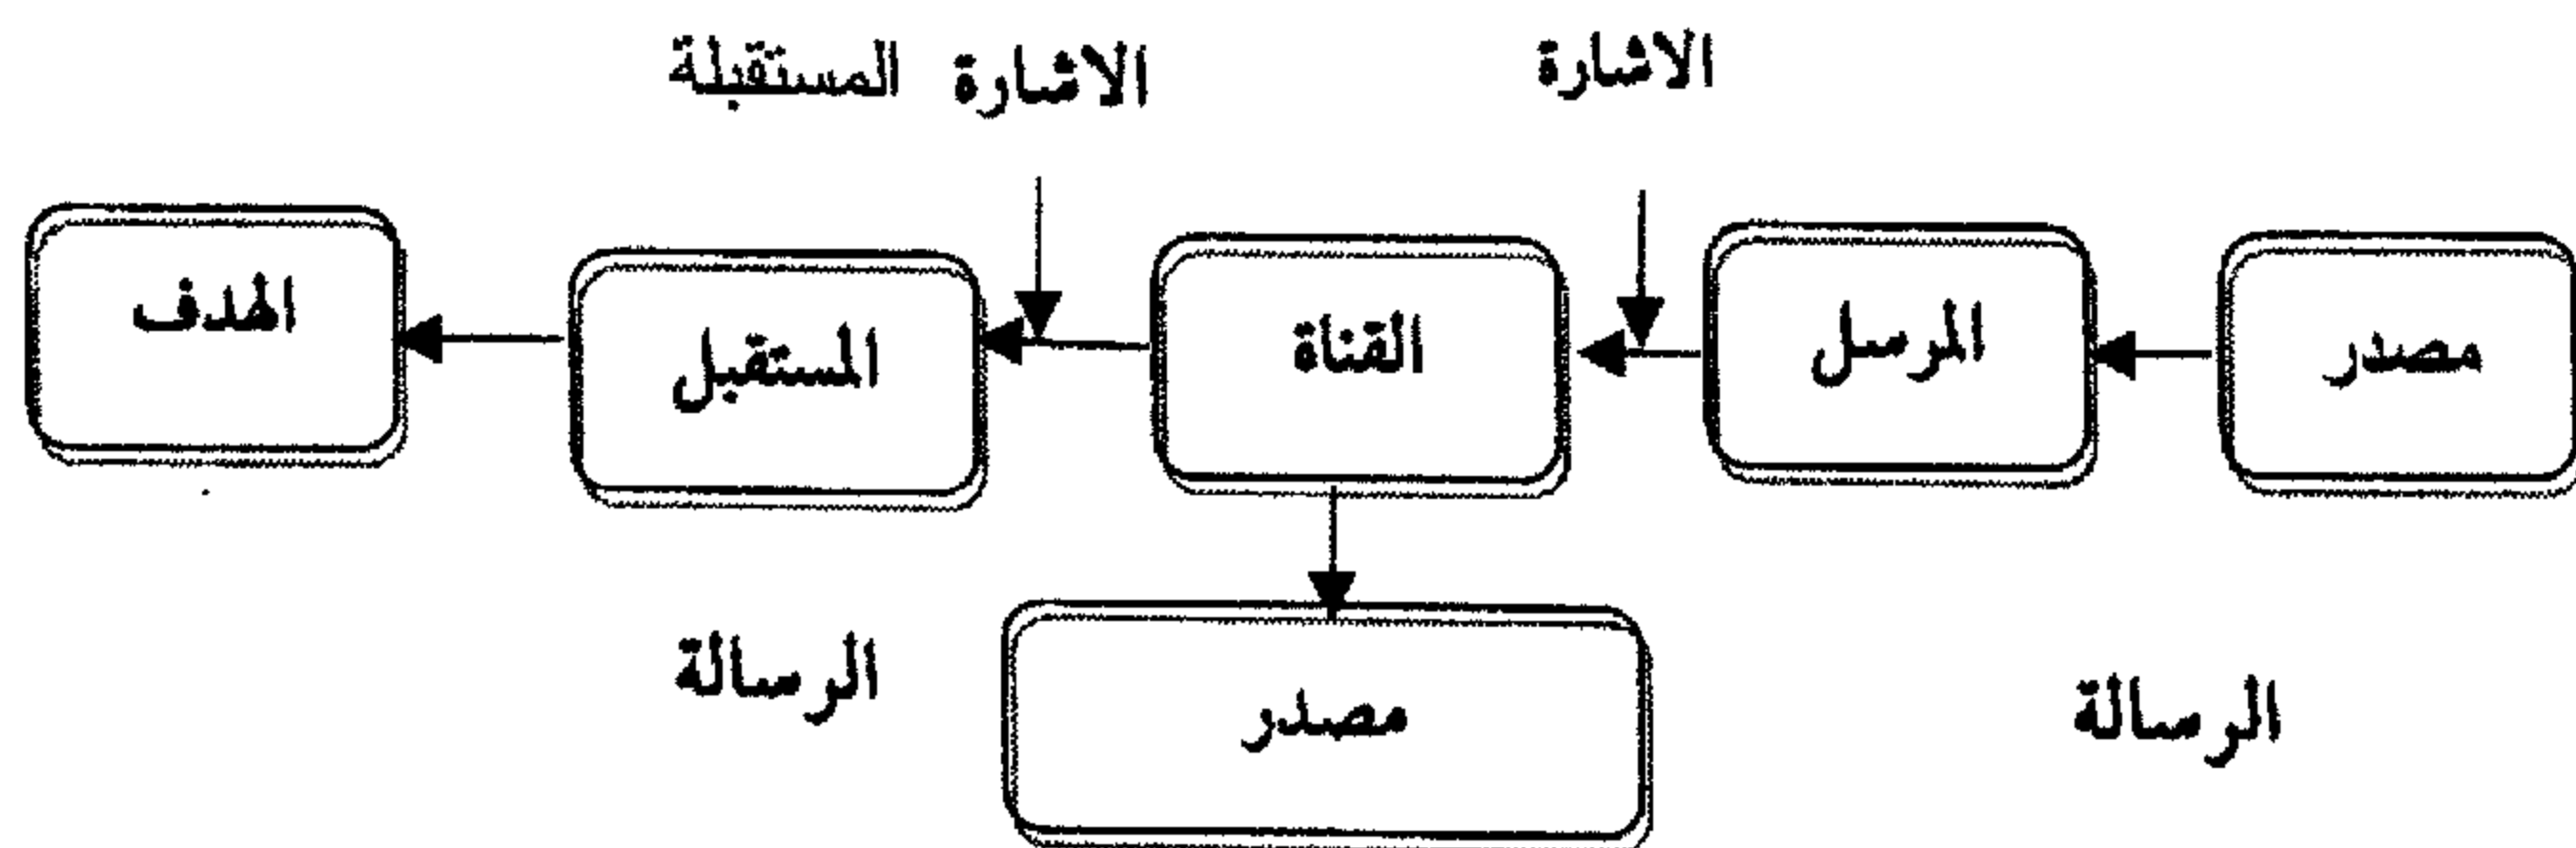 الاشارة
الاشارة المستقبلة
مصدر
المرسل
القناة
المستقبل
الهدف
الرسالة
مصدر
الرسالة